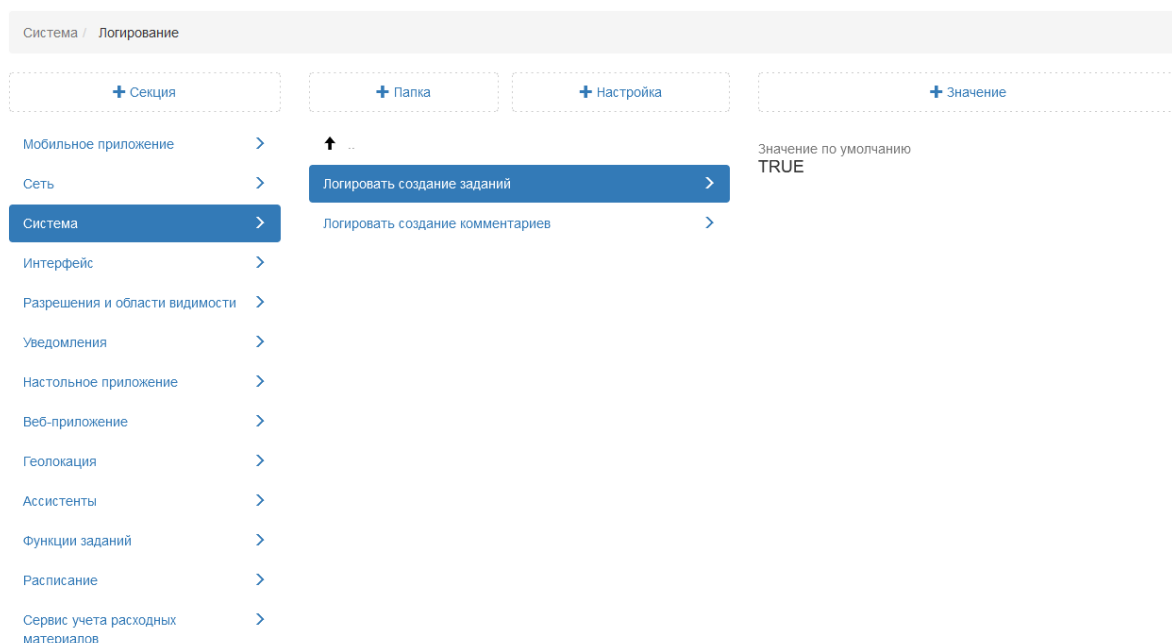 Система / Логирование
+ Секция
+ Папка
+ Настройка
+ Значение
Мобильное приложение
Сеть
Система
Интерфейс
Разрешения и области видимости
Уведомления
Настольное приложение
Веб-приложение
Геолокация
Ассистенты
Функции заданий
Расписание
Сервис учета расходных
материалов
..
Логировать создание заданий
Логировать создание комментариев
Значение по умолчанию
TRUE